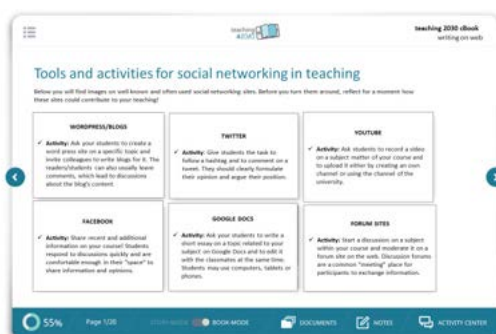 teaching
2030
teaching 2030 cBook
writing on web
Tools and activities for social networking in teaching
Below you will find images on well known and often used social networking sites. Before you turn them around, reflect for a moment how
these sites could contribute to your teaching!
WORDPRESS/BLOGS
✓ Activity: Ask your students to create a
word press site on a specific topic and
invite colleagues to write blogs for it. The
readers/students can also usually leave
comments, which lead to discussions
about the blog's content.
TWITTER
✓ Activity: Give students the task to
follow a hashtag and to comment on a
tweet. They should clearly formulate
their opinion and argue their position.
YOUTUBE
✓ Activity: Ask students to record a video
on a subject matter of your course and
to upload it either by creating an own
channel or using the channel of the
university.
FACEBOOK
✓ Activity: Share recent and additional
information on your course! Students
respond to discussions quickly and are
comfortable enough in their "space" to
share information and opinions.
GOOGLE DOCS
✓ Activity: Ask your students to write a
short essay on a topic related to your
subject on Google Docs and to edit it
with the classmates at the same time.
Students may use computers, tablets or
phones.
FORUM SITES
✓ Activity: Start a discussion on a subject
within your course and moderate it on a
forum site on the web. Discussion forums
are a common "meeting" place for
participants to exchange information.
55% Page 1/20 STORY-MODE BOOK-MODE DOCUMENTS NOTES ACTIVITY CENTER